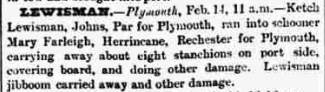 LEWISMAN.—Plymouth, Feb. 14, 11 a.m.—Ketch
Lewisman, Johns, Par for Plymouth, ran into schooner
Mary Farleigh, Herrincane, Rechester for Plymouth,
carrying away about eight stanchions on port side,
covering board, and doing other damage. Lewisman
jibboom carried away and other damage.